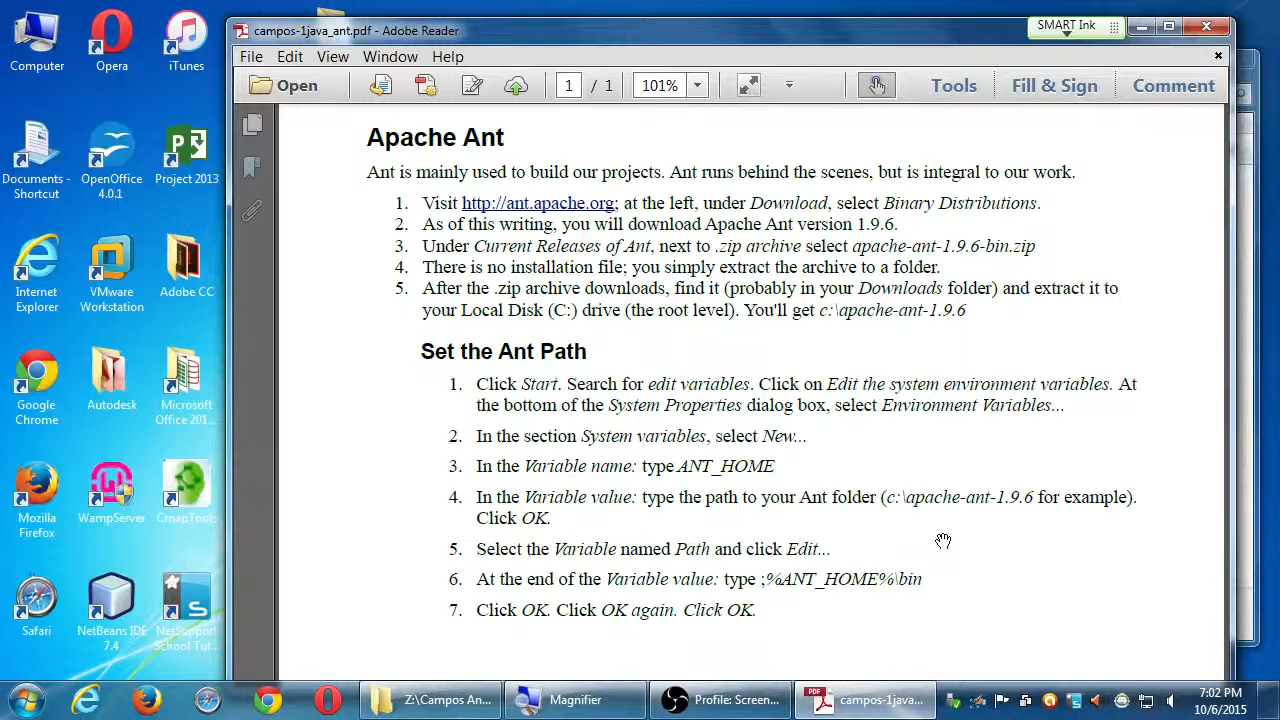 Computer
Opera
iTunes
Documents - Shortcut
OpenOffice 4.0.1
Project 2013
Internet Explorer
VMware Workstation
Adobe CC
Google Chrome
Autodesk
Microsoft Office 201...
Mozilla Firefox
WampServer
CmapTools
Safari
NetBeans IDE 7.4
NetSupport School Tut...
campos-1java_ant.pdf - Adobe Reader
SMART Ink
File Edit View Window Help
Open 1 / 1 101% Tools Fill & Sign Comment
Apache Ant
Ant is mainly used to build our projects. Ant runs behind the scenes, but is integral to our work.
1. Visit http://ant.apache.org; at the left, under Download, select Binary Distributions.
2. As of this writing, you will download Apache Ant version 1.9.6.
3. Under Current Releases of Ant, next to .zip archive select apache-ant-1.9.6-bin.zip
4. There is no installation file; you simply extract the archive to a folder.
5. After the .zip archive downloads, find it (probably in your Downloads folder) and extract it to
your Local Disk (C:) drive (the root level). You'll get c:\apache-ant-1.9.6
Set the Ant Path
1. Click Start. Search for edit variables. Click on Edit the system environment variables. At
the bottom of the System Properties dialog box, select Environment Variables...
2. In the section System variables, select New...
3. In the Variable name: type ANT_HOME
4. In the Variable value: type the path to your Ant folder (c:\apache-ant-1.9.6 for example).
Click OK.
5. Select the Variable named Path and click Edit...
6. At the end of the Variable value: type ;%ANT_HOME%\bin
7. Click OK. Click OK again. Click OK.
Z:\Campos An...
Magnifier
Profile: Screen...
PDF
campos-1java...
7:02 PM
10/6/2015